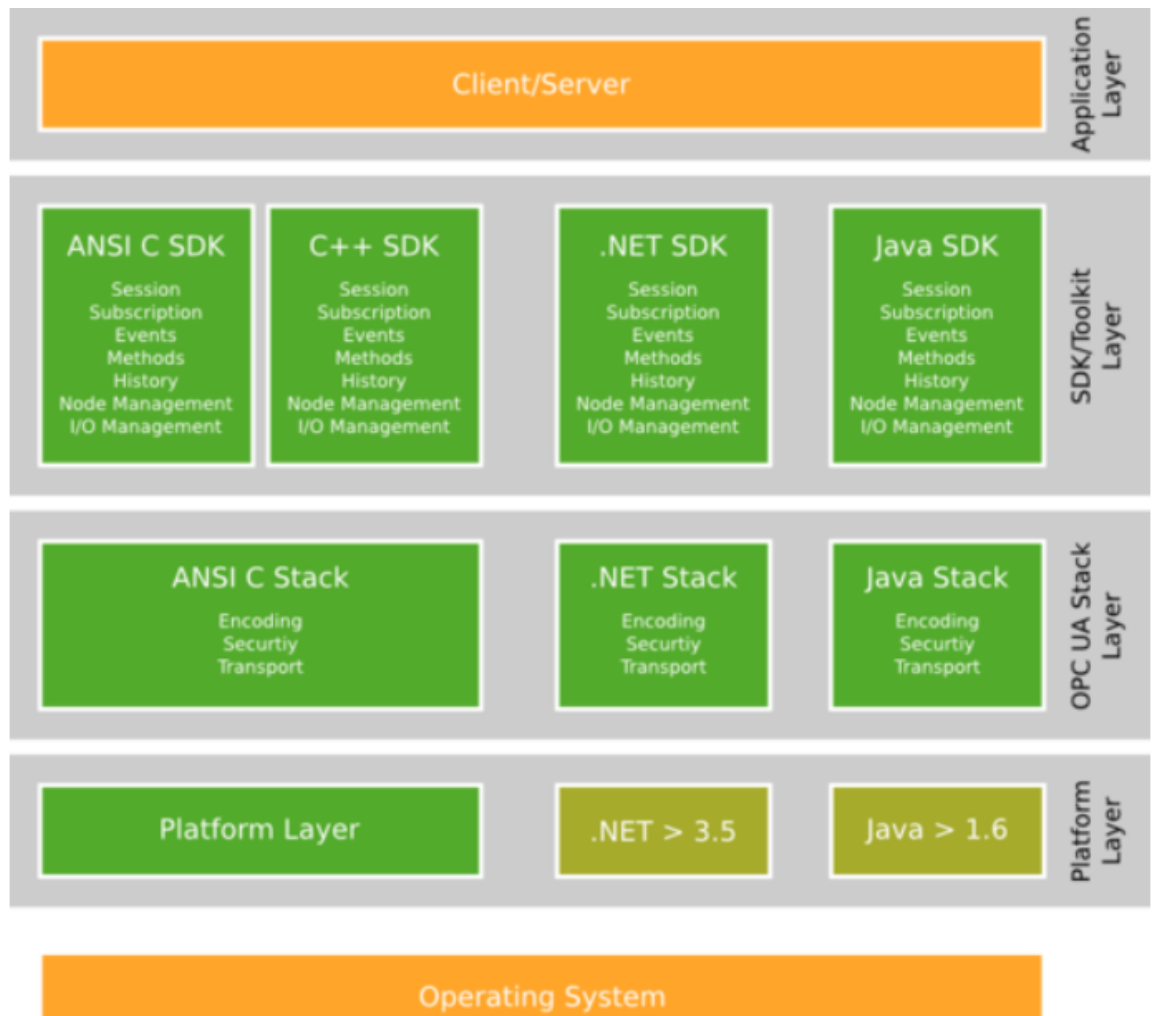 Client/Server
Application
Layer
ANSI C SDK
Session
Subscription
Events
Methods
History
Node Management
I/O Management
C++ SDK
Session
Subscription
Events
Methods
History
Node Management
I/O Management
.NET SDK
Session
Subscription
Events
Methods
History
Node Management
I/O Management
Java SDK
Session
Subscription
Events
Methods
History
Node Management
I/O Management
SDK/Toolkit
Layer
ANSI C Stack
Encoding
Securtiy
Transport
.NET Stack
Encoding
Securtiy
Transport
Java Stack
Encoding
Securtiy
Transport
OPC UA Stack
Layer
Platform Layer
.NET > 3.5
Java > 1.6
Platform
Layer
Operating System